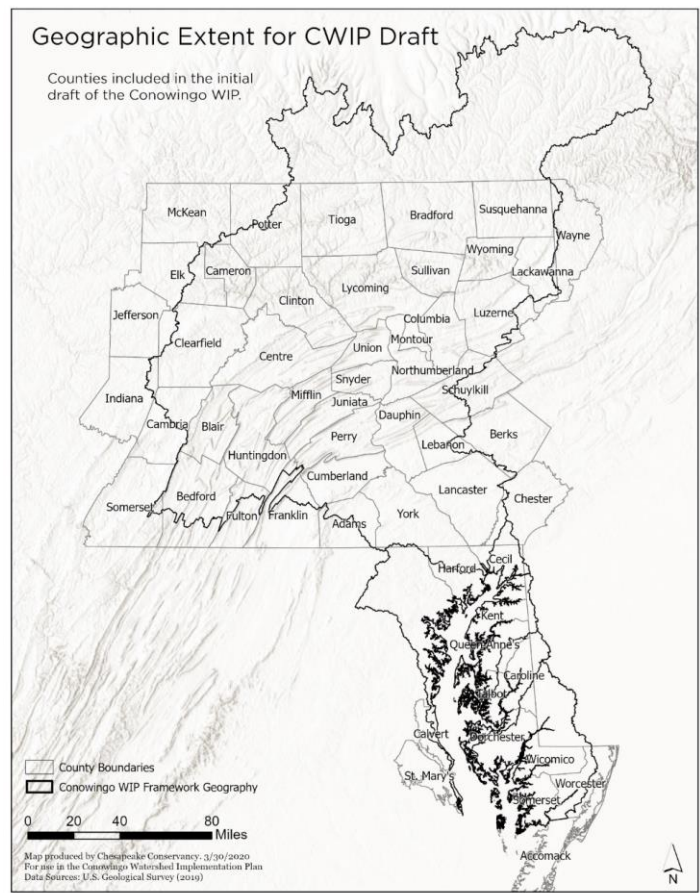 Geographic Extent for CWIP Draft
Counties included in the initial
draft of the Conowingo WIP.
McKean
Potter
Tioga
Bradford
Susquehanna
Wayne
Wyoming
Elk
Cameron
Sullivan
Lackawanna
Lycoming
Clinton
Jefferson
Columbia
Luzerne
Clearfield
Montour
Union
Centre
Northumberland
Snyder
Schuylkill
Indiana
Mifflin
Juniata
Dauphin
Cambria
Blair
Perry
Lebanon
Berks
Huntingdon
Cumberland
Lancaster
Chester
Bedford
Somerset
Fulton
Franklin
Adams
York
Cecil
Harford
Kent
Queen Anne's
Caroline
Talbot
Calvert
Dorchester
Wicomico
St. Mary's
Worcester
Somerset
Accomack
County Boundaries
Conowingo WIP Framework Geography
0 20 40 80
Miles
Map produced by Chesapeake Conservancy. 3/30/2020
For use in the Conowingo Watershed Implementation Plan
Data Sources: U.S. Geological Survey (2019)
N